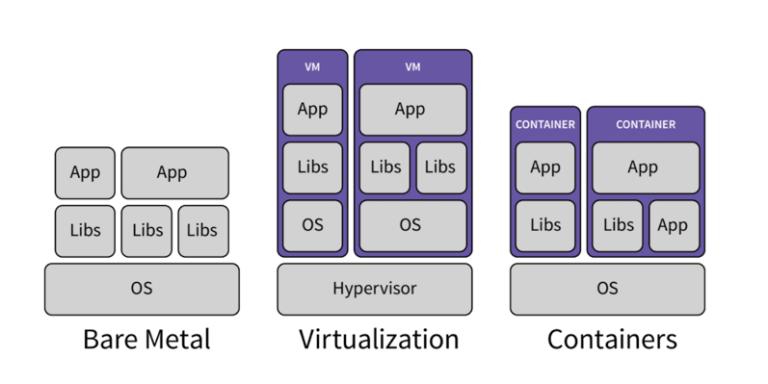 App App
Libs Libs Libs
OS
Bare Metal
VM VM
App App
Libs Libs Libs
OS OS
Hypervisor
Virtualization
CONTAINER CONTAINER
App App
Libs Libs App
OS
Containers